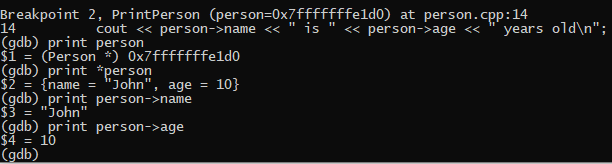 Breakpoint 2, PrintPerson (person=0x7fffffffe1d0) at person.cpp:14
14 cout << person->name << " is " << person->age << " years old\n";
(gdb) print person
$1 = (Person *) 0x7fffffffe1d0
(gdb) print *person
$2 = {name = "John", age = 10}
(gdb) print person->name
$3 = "John"
(gdb) print person->age
$4 = 10
(gdb)